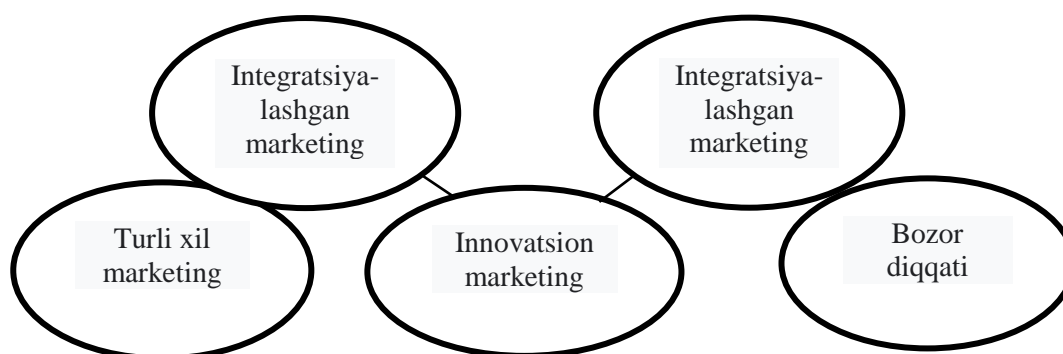 Integratsiya-
lashgan
marketing
Integratsiya-
lashgan
marketing
Turli xil
marketing
Innovatsion
marketing
Bozor
diqqati